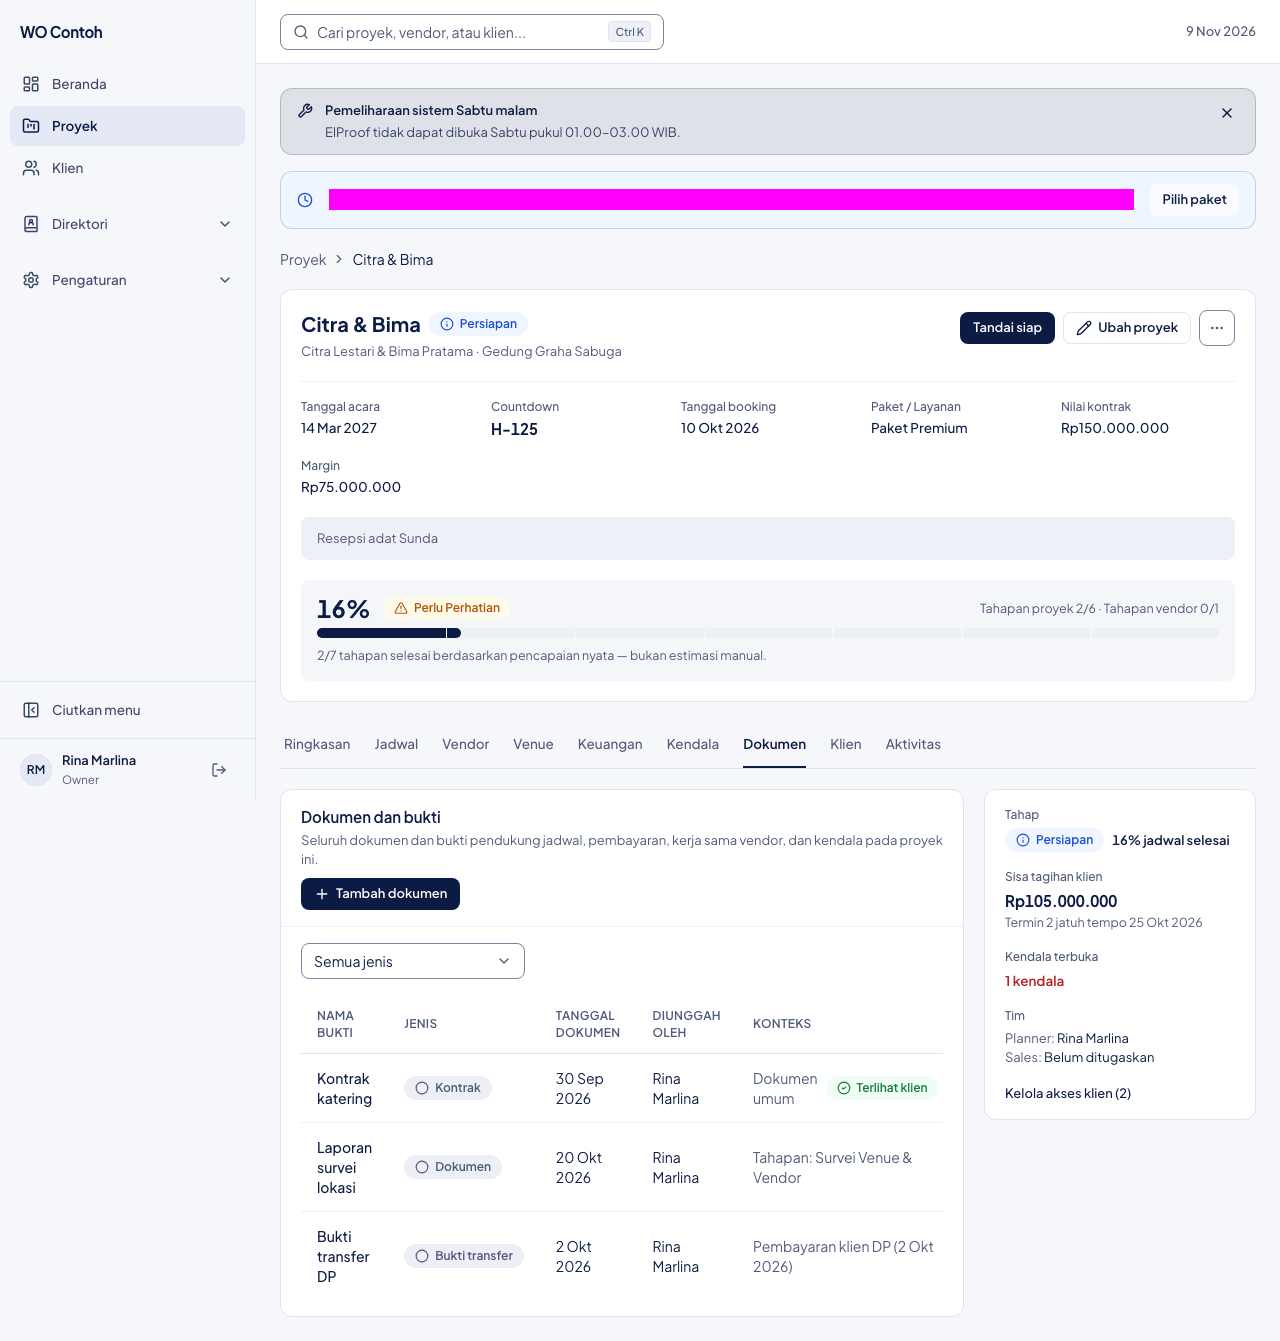 WO Contoh
Cari proyek, vendor, atau klien...
Ctrl K
9 Nov 2026
Beranda
Proyek
Klien
Direktori
Pengaturan
Pemeliharaan sistem Sabtu malam
ElProof tidak dapat dibuka Sabtu pukul 01.00–03.00 WIB.
Pilih paket
Proyek
Citra & Bima
Citra & Bima
Persiapan
Citra Lestari & Bima Pratama · Gedung Graha Sabuga
Tandai siap
Ubah proyek
Tanggal acara
14 Mar 2027
Countdown
H-125
Tanggal booking
10 Okt 2026
Paket / Layanan
Paket Premium
Nilai kontrak
Rp150.000.000
Margin
Rp75.000.000
Resepsi adat Sunda
16%
Perlu Perhatian
Tahapan proyek 2/6 · Tahapan vendor 0/1
2/7 tahapan selesai berdasarkan pencapaian nyata — bukan estimasi manual.
Ciutkan menu
RM
Rina Marlina
Owner
Ringkasan
Jadwal
Vendor
Venue
Keuangan
Kendala
Dokumen
Klien
Aktivitas
Dokumen dan bukti
Seluruh dokumen dan bukti pendukung jadwal, pembayaran, kerja sama vendor, dan kendala pada proyek
ini.
Tambah dokumen
Semua jenis
NAMA
BUKTI
JENIS
TANGGAL
DOKUMEN
DIUNGGAH
OLEH
KONTEKS
Kontrak
katering
Kontrak
30 Sep
2026
Rina
Marlina
Dokumen
umum
Terlihat klien
Laporan
survei
lokasi
Dokumen
20 Okt
2026
Rina
Marlina
Tahapan: Survei Venue &
Vendor
Bukti
transfer
DP
Bukti transfer
2 Okt
2026
Rina
Marlina
Pembayaran klien DP (2 Okt
2026)
Tahap
Persiapan
16% jadwal selesai
Sisa tagihan klien
Rp105.000.000
Termin 2 jatuh tempo 25 Okt 2026
Kendala terbuka
1 kendala
Tim
Planner: Rina Marlina
Sales: Belum ditugaskan
Kelola akses klien (2)